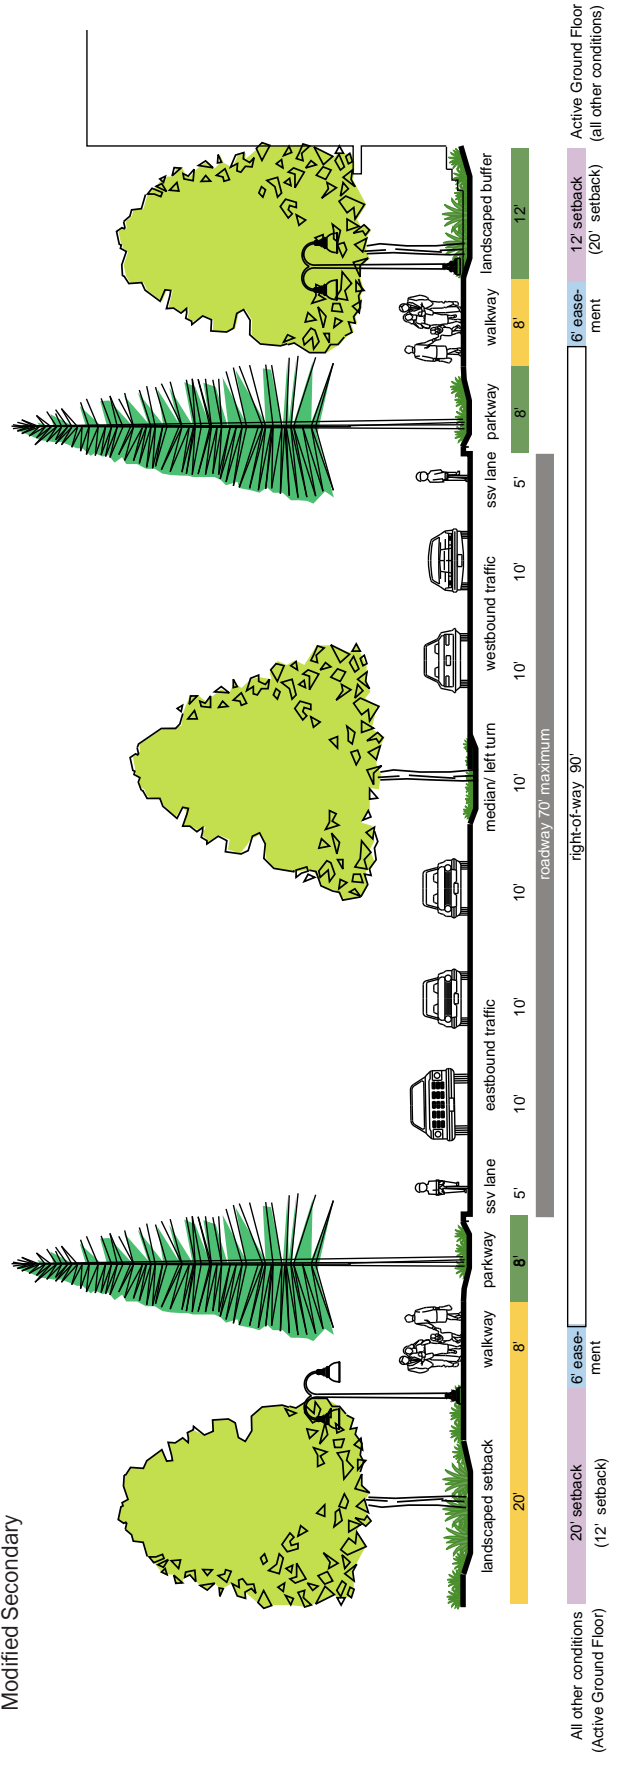 Modified Secondary
landscaped setback
walkway
parkway
ssv lane
eastbound traffic
median/ left turn
westbound traffic
ssv lane
parkway
walkway
landscaped buffer
20'
8'
8'
5'
10'
10'
10'
10'
10'
10'
5'
8'
8'
12'
roadway 70' maximum
All other conditions
(Active Ground Floor)
20' setback
(12' setback)
6' ease-
ment
right-of-way 90'
6' ease-
ment
12' setback
(20' setback)
Active Ground Floor
(all other conditions)